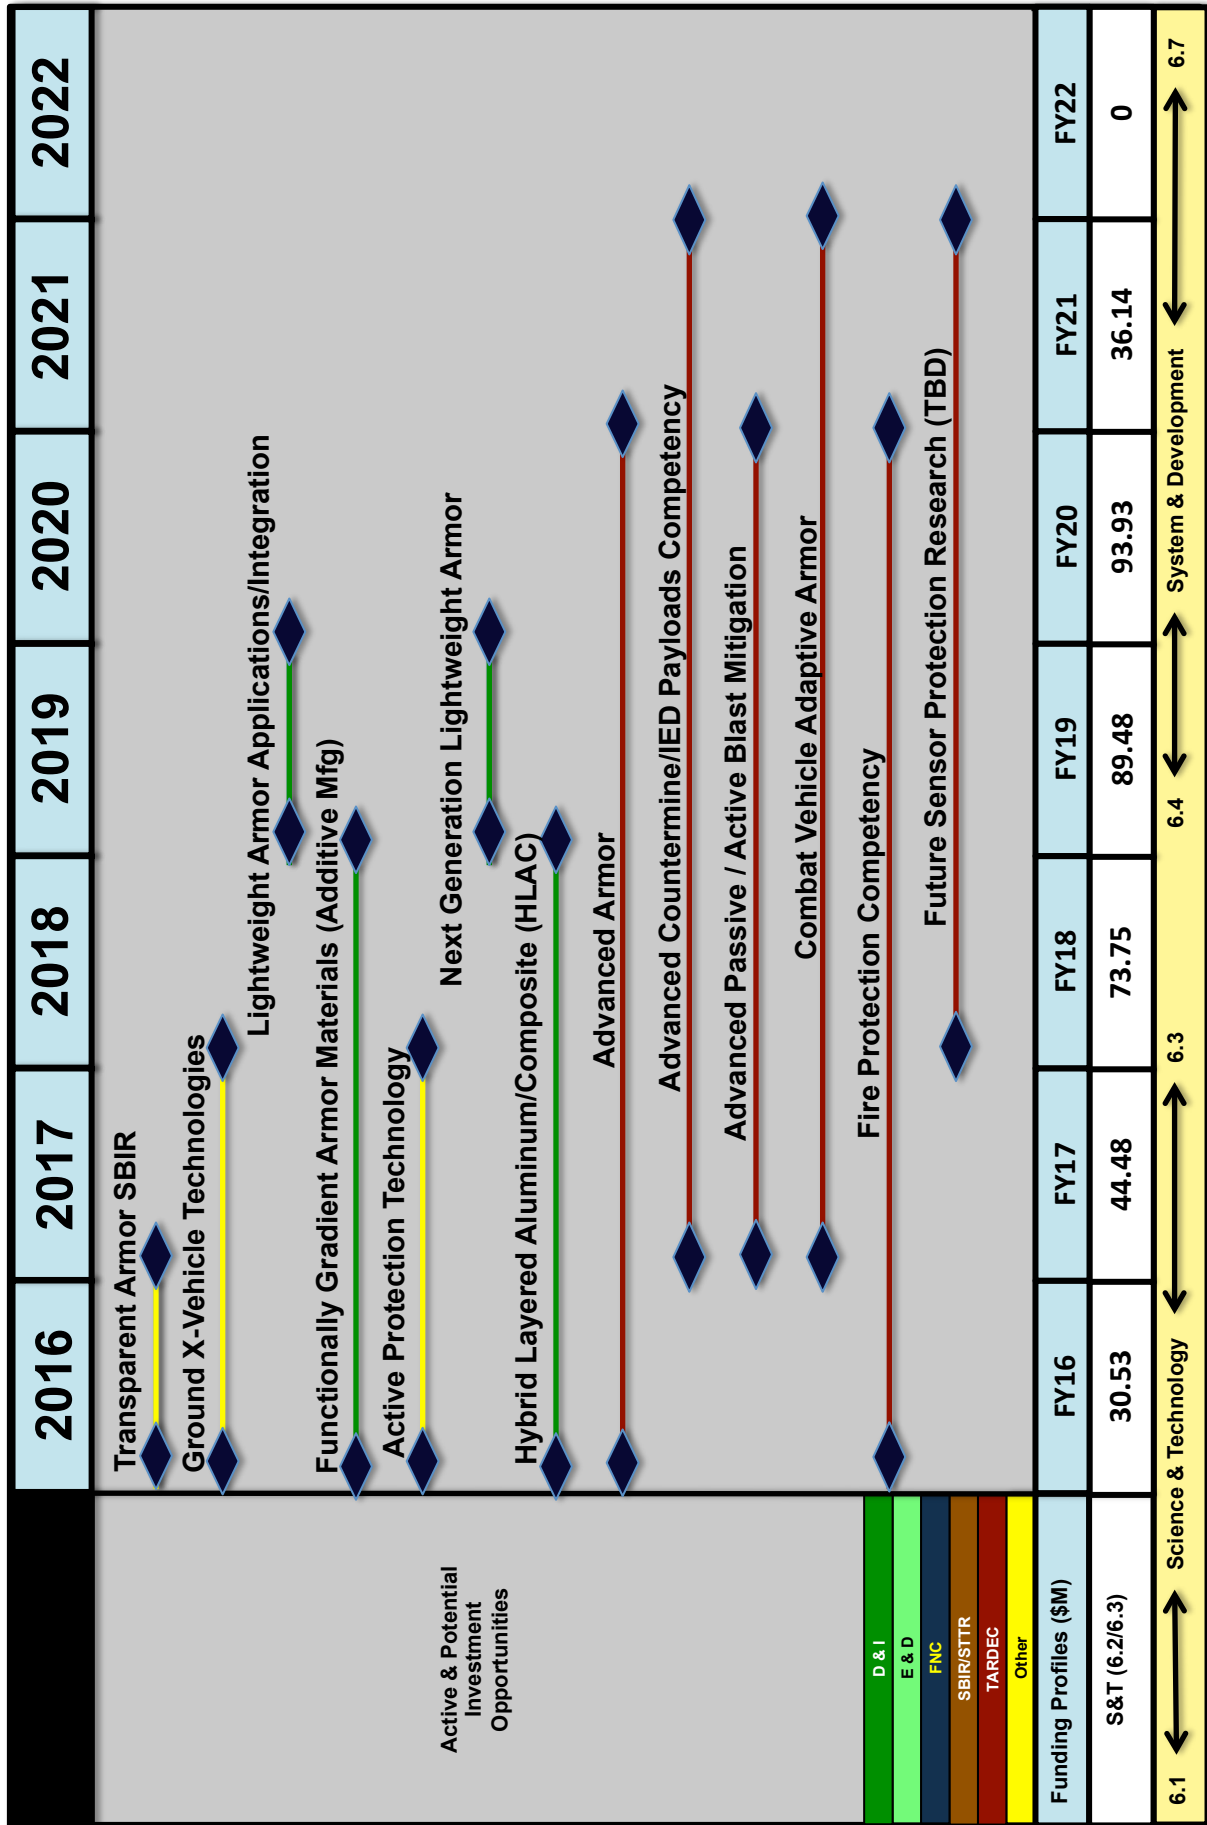 2016 2017 2018 2019 2020 2021 2022
Active & Potential
Investment
Opportunities
Transparent Armor SBIR
Ground X-Vehicle Technologies
Lightweight Armor Applications/Integration
Functionally Gradient Armor Materials (Additive Mfg)
Active Protection Technology
Next Generation Lightweight Armor
Hybrid Layered Aluminum/Composite (HLAC)
Advanced Armor
Advanced Countermine/IED Payloads Competency
Advanced Passive / Active Blast Mitigation
Combat Vehicle Adaptive Armor
Fire Protection Competency
Future Sensor Protection Research (TBD)
D & I
E & D
FNC
SBIR/STTR
TARDEC
Other
Funding Profiles ($M) FY16 FY17 FY18 FY19 FY20 FY21 FY22
S&T (6.2/6.3) 30.53 44.48 73.75 89.48 93.93 36.14 0
6.1 Science & Technology 6.3 6.4 System & Development 6.7